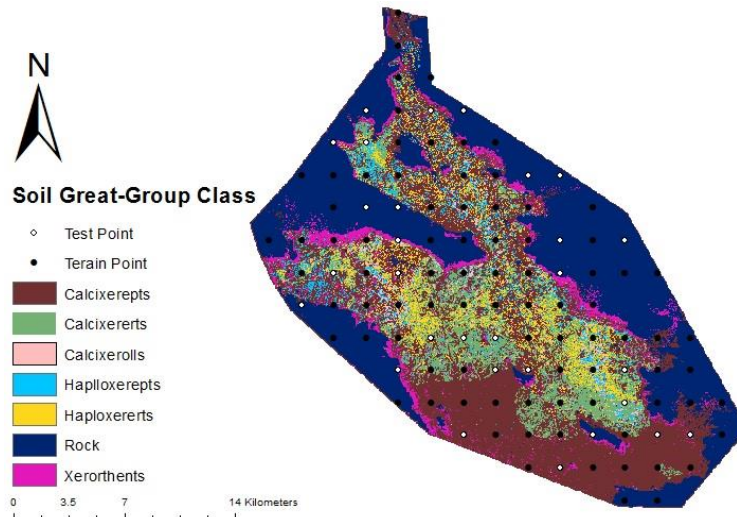 N
Soil Great-Group Class
Test Point
Terain Point
Calcixerepts
Calcixererts
Calcixerolls
Haplloxerepts
Haploxererts
Rock
Xerorthents
0 3.5 7 14 Kilometers